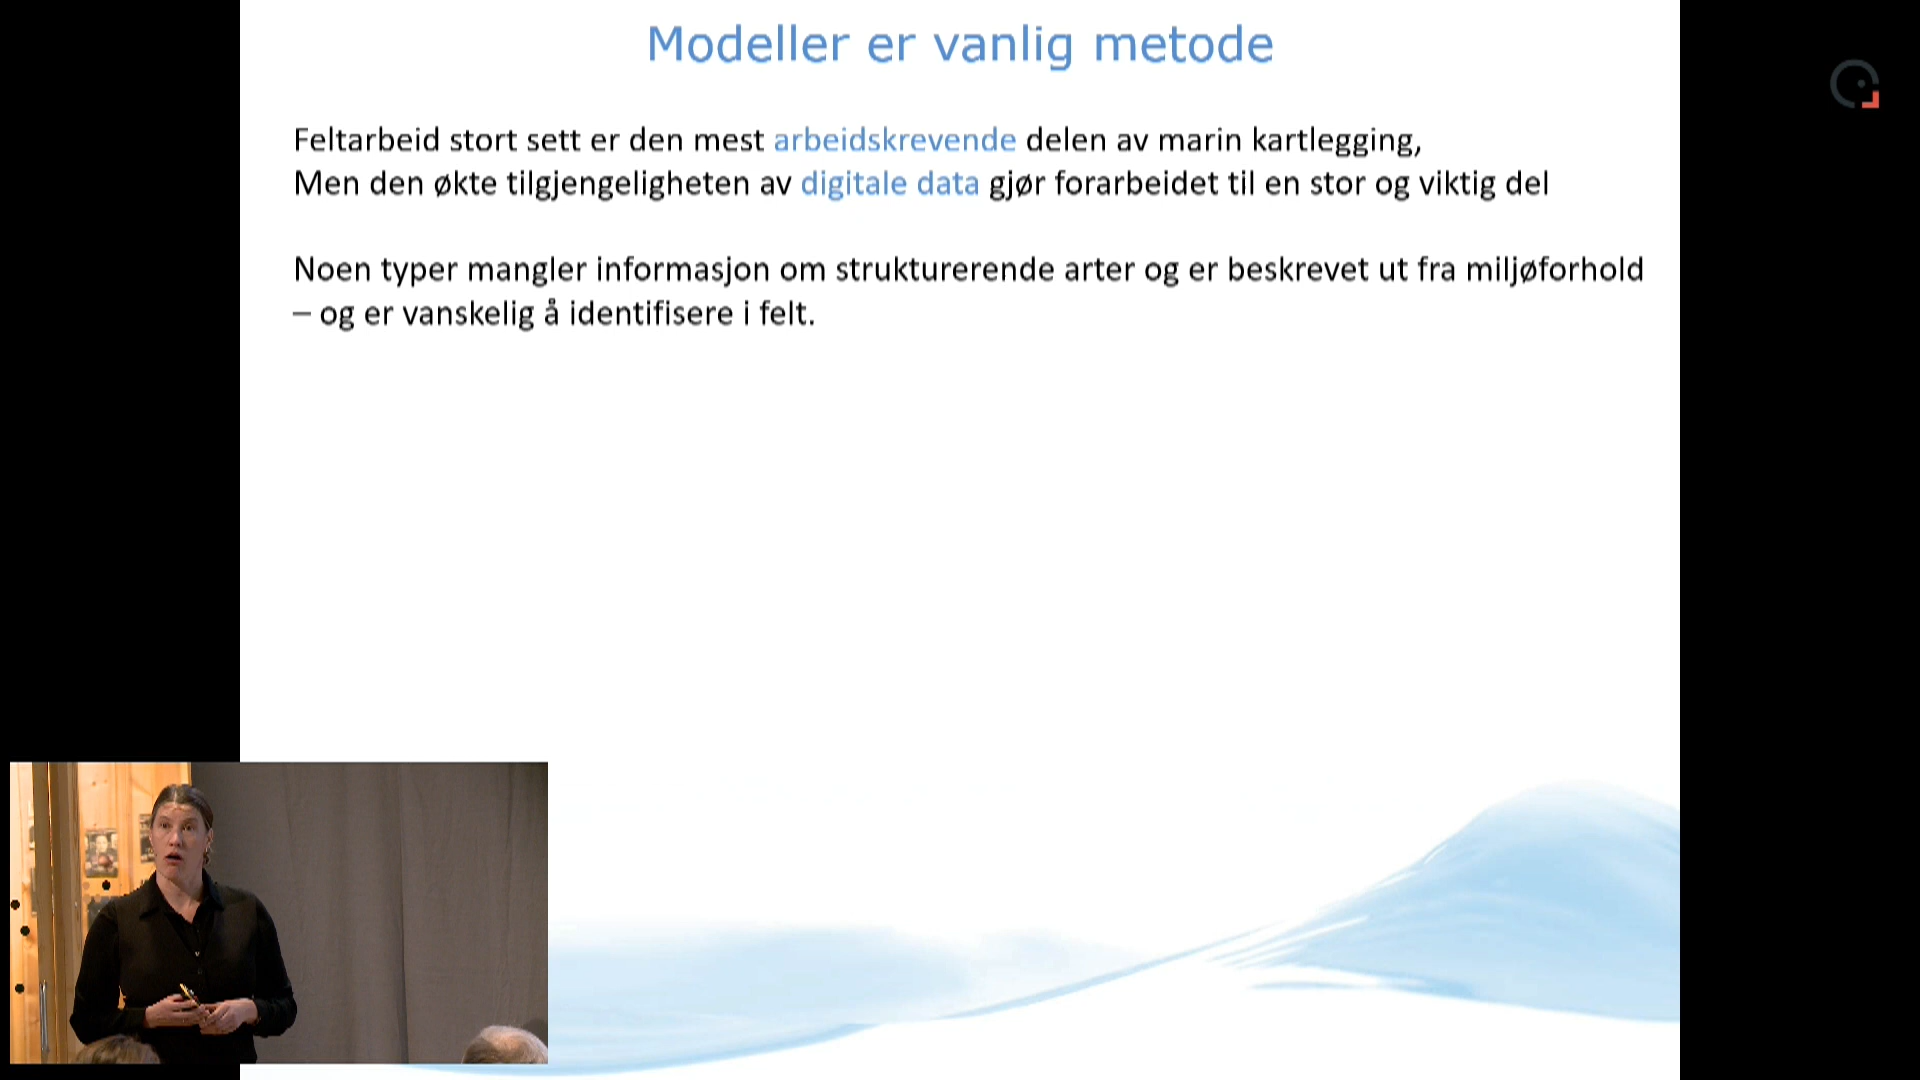 Modeller er vanlig metode
Feltarbeid stort sett er den mest arbeidskrevende delen av marin kartlegging,
Men den økte tilgjengeligheten av digitale data gjør forarbeidet til en stor og viktig del
Noen typer mangler informasjon om strukturerende arter og er beskrevet ut fra miljøforhold
– og er vanskelig å identifisere i felt.